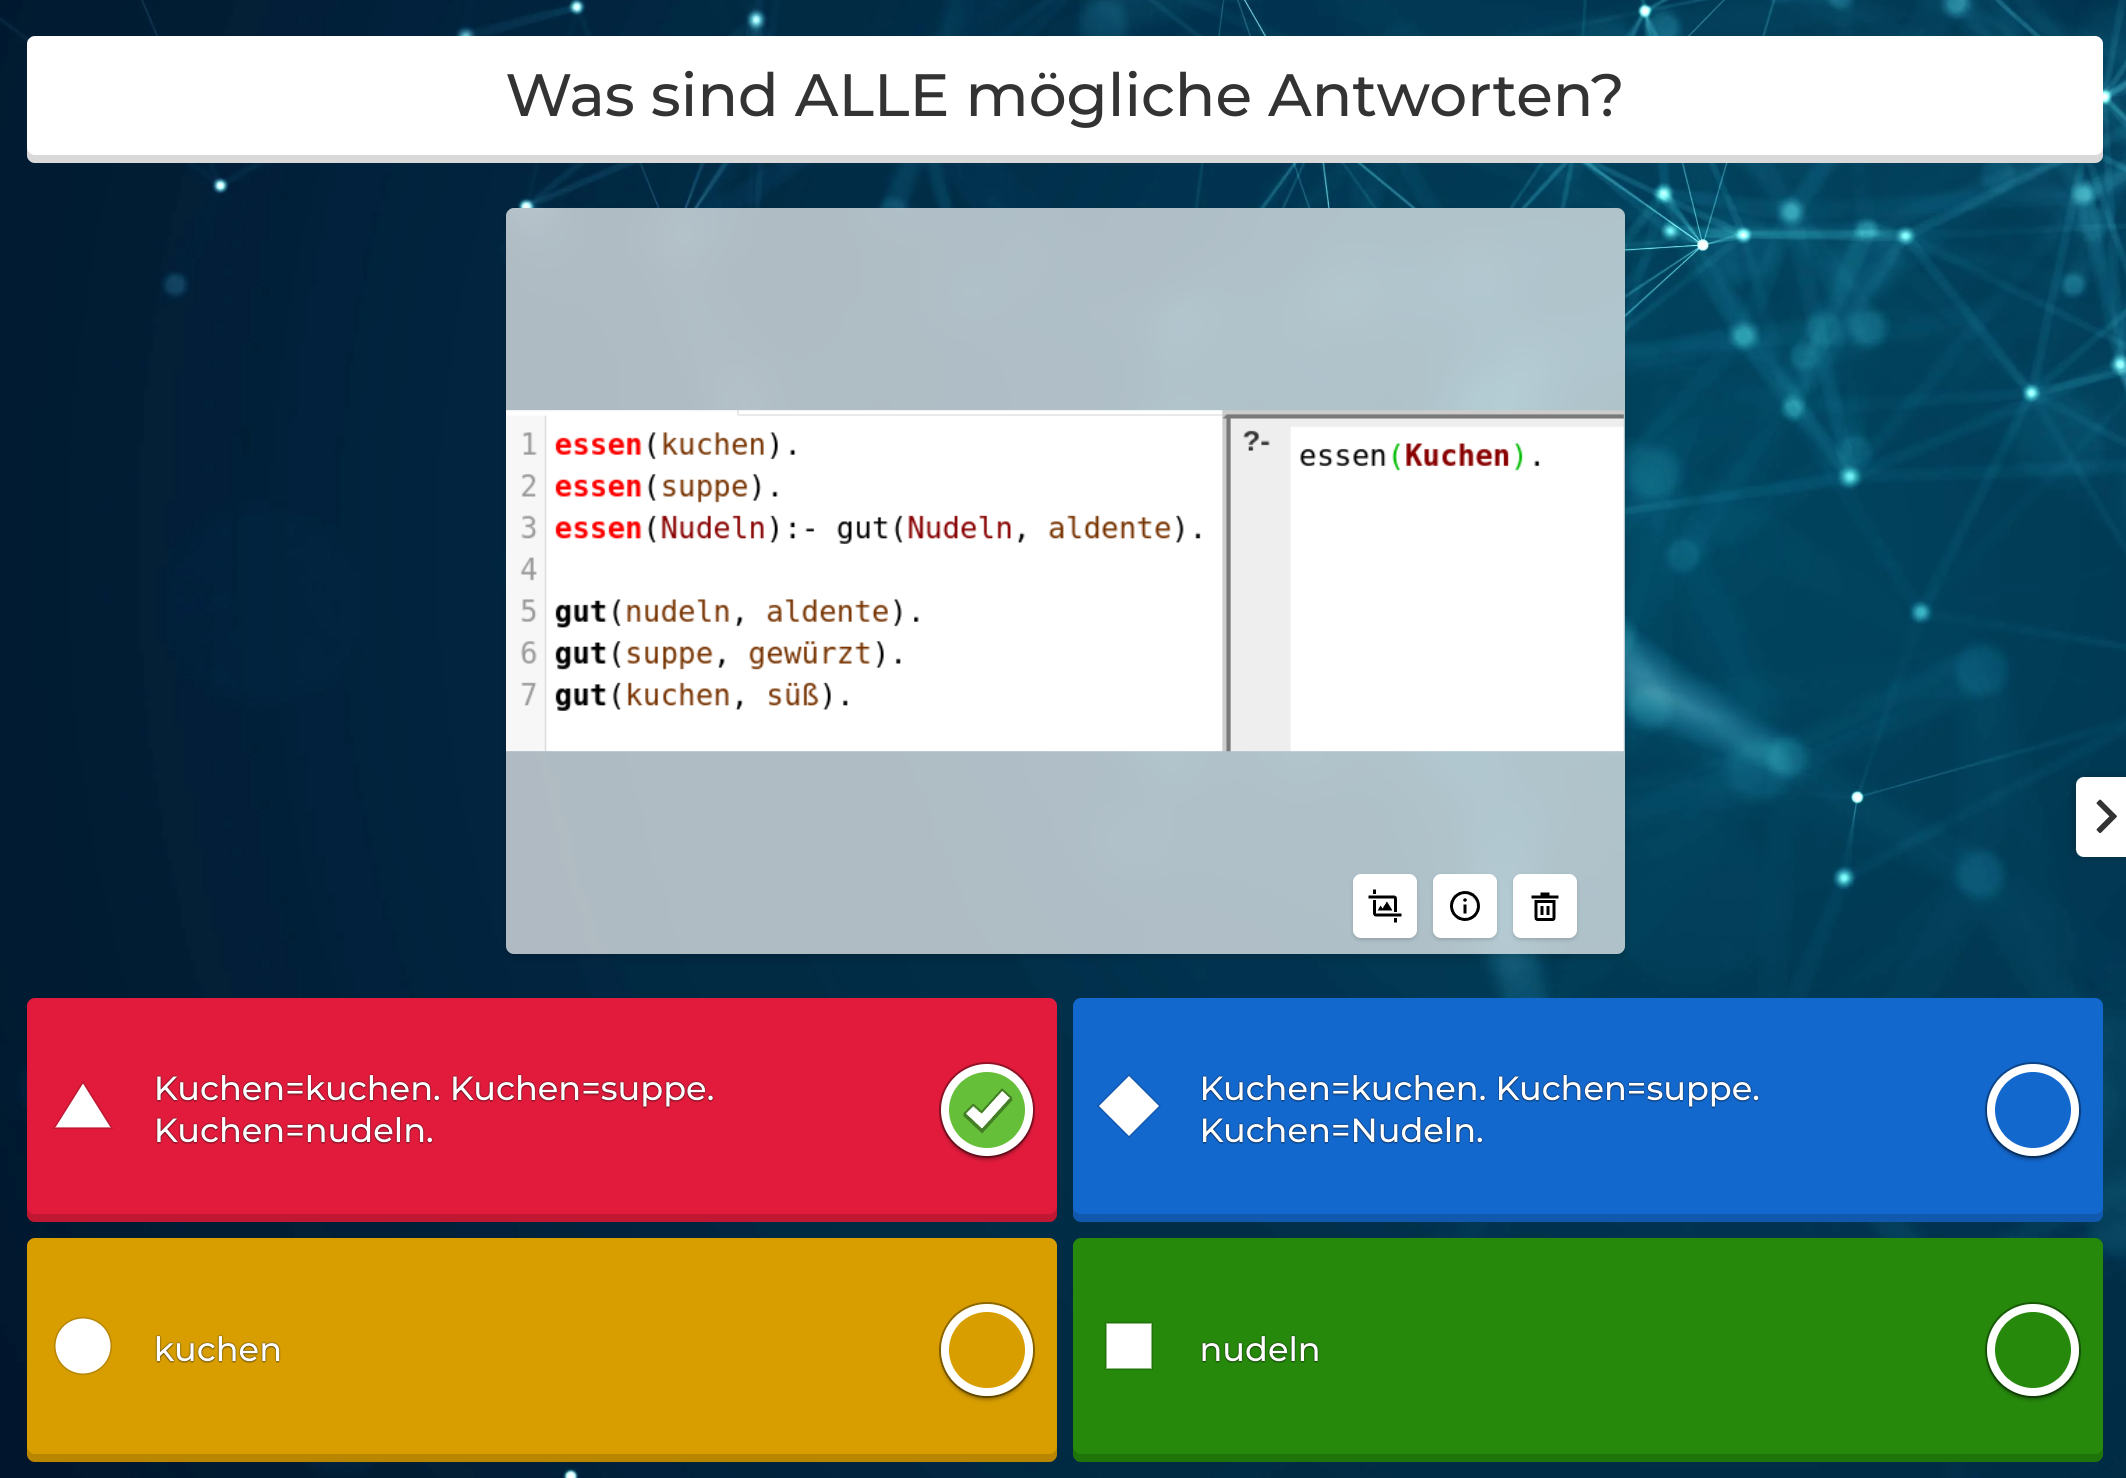 Was sind ALLE mögliche Antworten?
1 essen(kuchen).
2 essen(suppe).
3 essen(Nudeln):- gut(Nudeln, aldente).
4
5 gut(nudeln, aldente).
6 gut(suppe, gewürzt).
7 gut(kuchen, süß).
?- essen(Kuchen).
Kuchen=kuchen. Kuchen=suppe.
Kuchen=nudeln.
Kuchen=kuchen. Kuchen=suppe.
Kuchen=Nudeln.
kuchen
nudeln